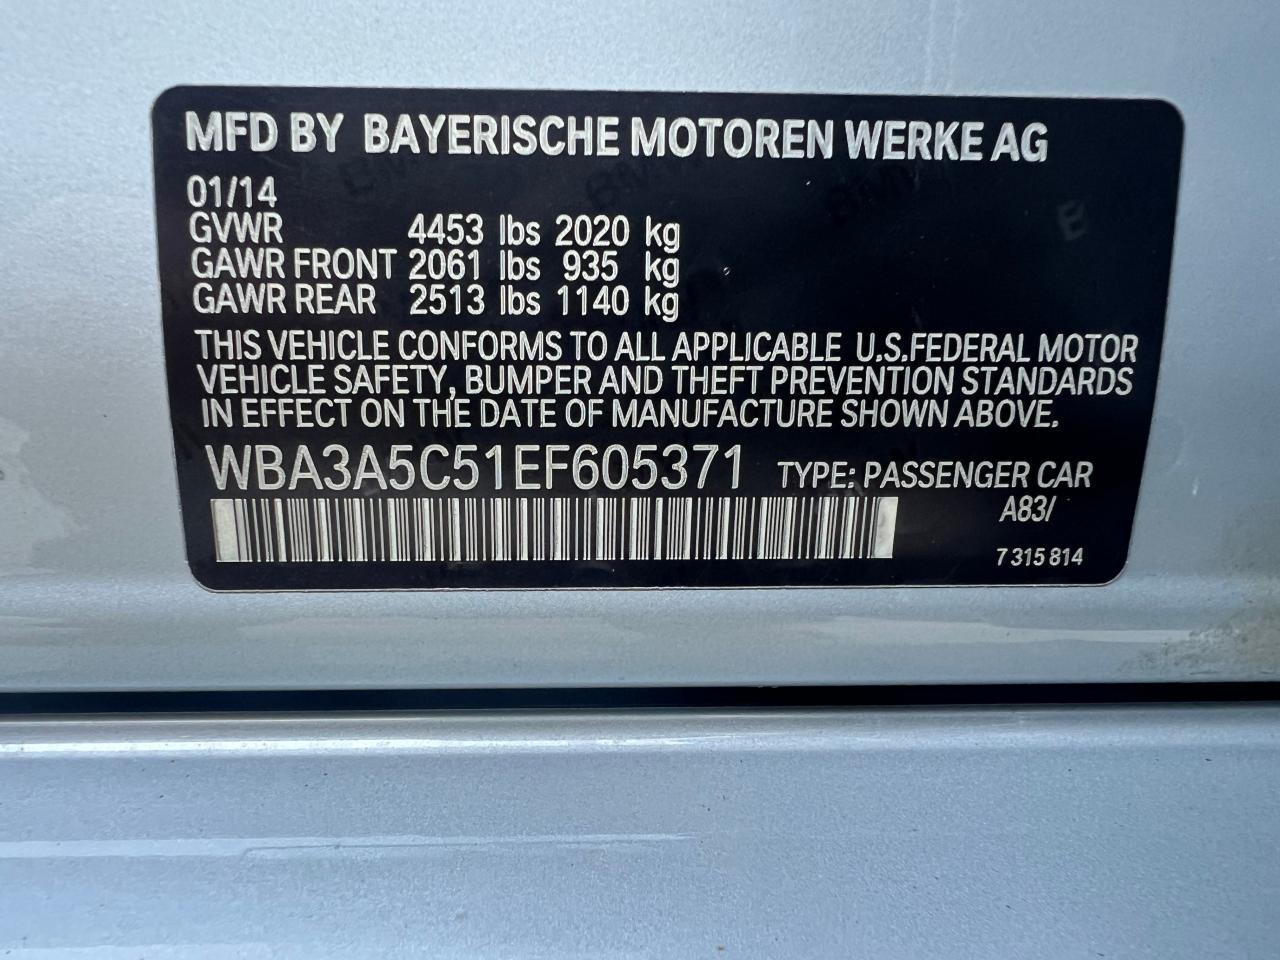 MFD BY BAYERISCHE MOTOREN WERKE AG
01/14
GVWR 4453 lbs 2020 kg
GAWR FRONT 2061 lbs 935 kg
GAWR REAR 2513 lbs 1140 kg
THIS VEHICLE CONFORMS TO ALL APPLICABLE U.S.FEDERAL MOTOR
VEHICLE SAFETY, BUMPER AND THEFT PREVENTION STANDARDS
IN EFFECT ON THE DATE OF MANUFACTURE SHOWN ABOVE.
WBA3A5C51EF605371 TYPE: PASSENGER CAR
A83/
7 315 814